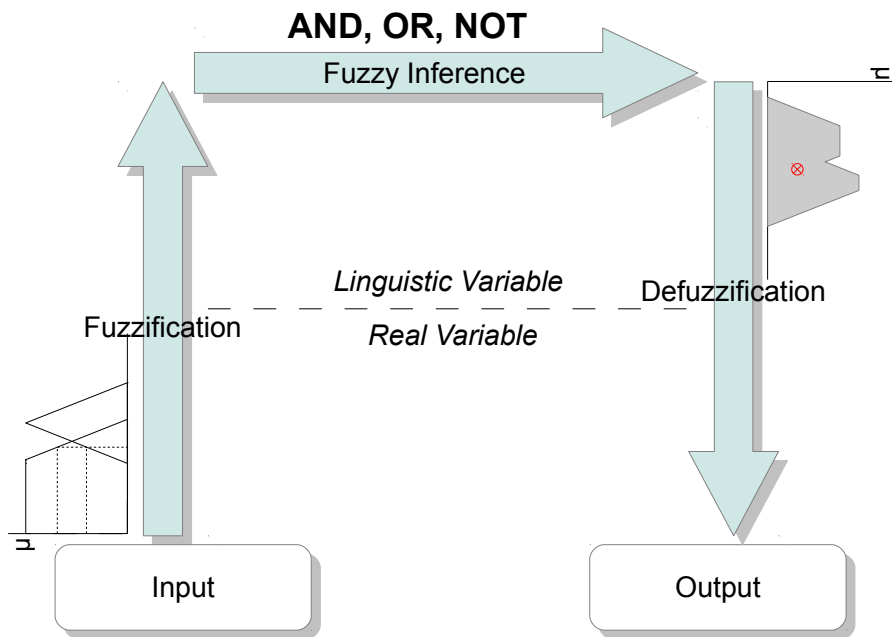 AND, OR, NOT
Fuzzy Inference
μ
Linguistic Variable
Defuzzification
Fuzzification
Real Variable
μ
Input
Output